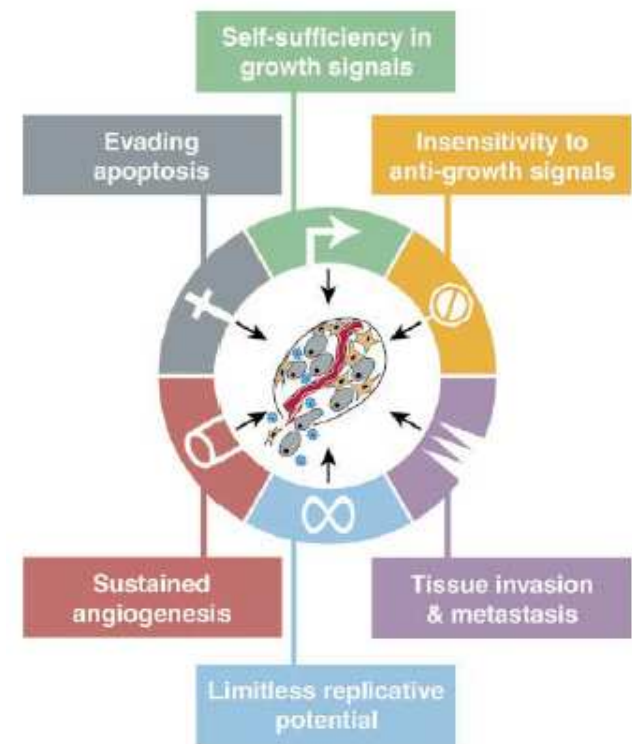 Self-sufficiency in
growth signals
Evading
apoptosis
Insensitivity to
anti-growth signals
Sustained
angiogenesis
Tissue invasion
& metastasis
Limitless replicative
potential